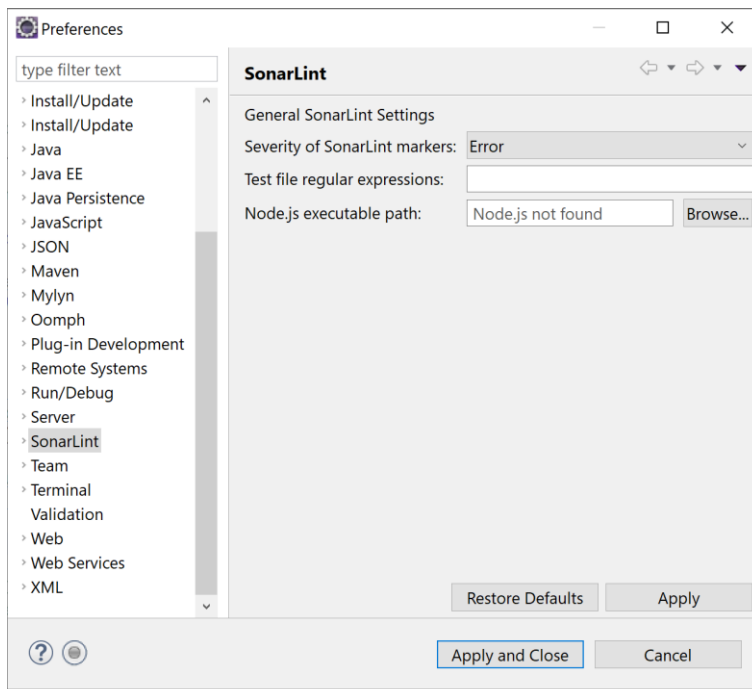 Preferences
type filter text
Install/Update
Install/Update
Java
Java EE
Java Persistence
JavaScript
JSON
Maven
Mylyn
Oomph
Plug-in Development
Remote Systems
Run/Debug
Server
SonarLint
Team
Terminal
Validation
Web
Web Services
XML
SonarLint
General SonarLint Settings
Severity of SonarLint markers: Error
Test file regular expressions:
Node.js executable path: Node.js not found Browse...
Restore Defaults Apply
? Apply and Close Cancel